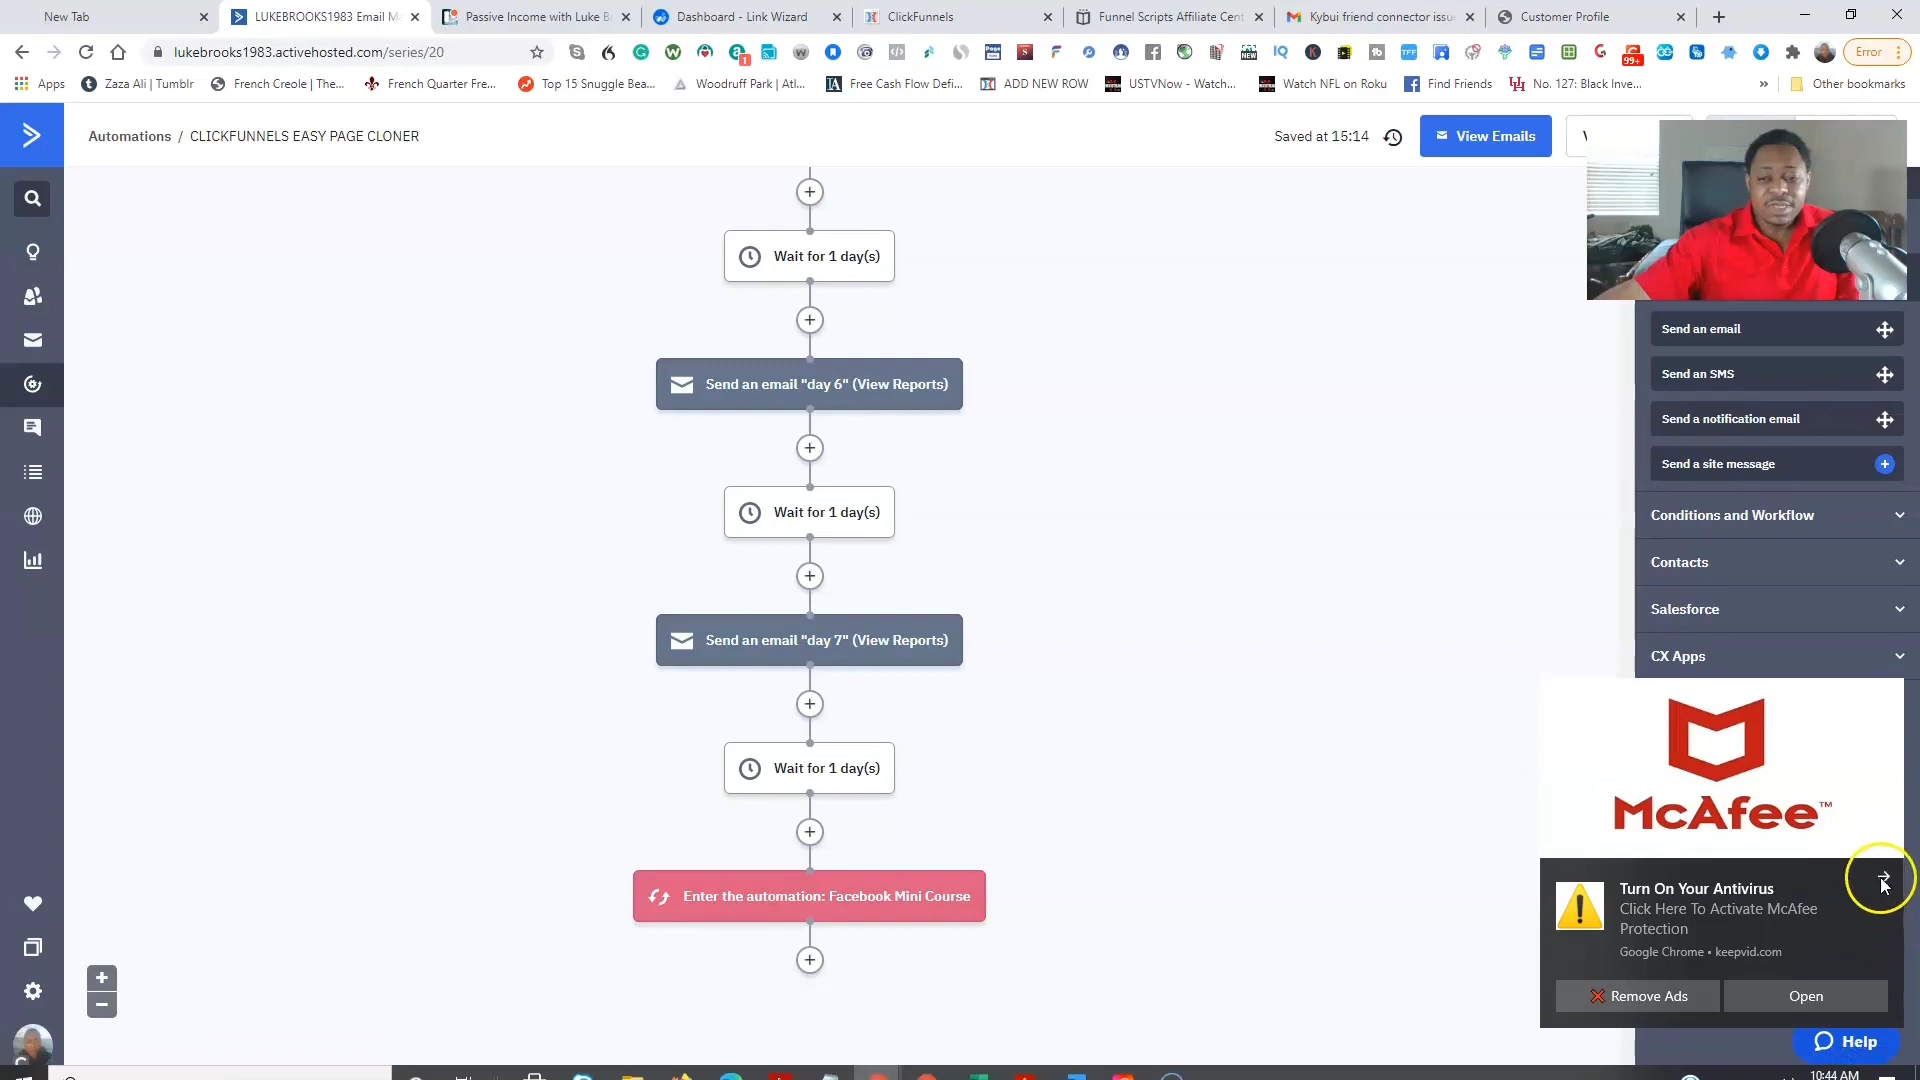 New Tab
LUKEBROOKS1983 Email Ma
Passive Income with Luke B
Dashboard - Link Wizard
ClickFunnels
Funnel Scripts Affiliate Cent
Kybui friend connector issu
Customer Profile
lukebrooks1983.activehosted.com/series/20
Error
Apps
Zaza Ali | Tumblr
French Creole | The...
French Quarter Fre...
Top 15 Snuggle Bea...
Woodruff Park | Atl...
Free Cash Flow Defi...
ADD NEW ROW
USTVNow - Watch...
Watch NFL on Roku
Find Friends
No. 127: Black Inve...
Other bookmarks
Automations / CLICKFUNNELS EASY PAGE CLONER
Saved at 15:14
View Emails
Wait for 1 day(s)
Send an email "day 6" (View Reports)
Wait for 1 day(s)
Send an email "day 7" (View Reports)
Wait for 1 day(s)
Enter the automation: Facebook Mini Course
Send an email
Send an SMS
Send a notification email
Send a site message
Conditions and Workflow
Contacts
Salesforce
CX Apps
McAfee™
Turn On Your Antivirus
Click Here To Activate McAfee
Protection
Google Chrome • keepvid.com
Remove Ads
Open
Help
10:44 AM